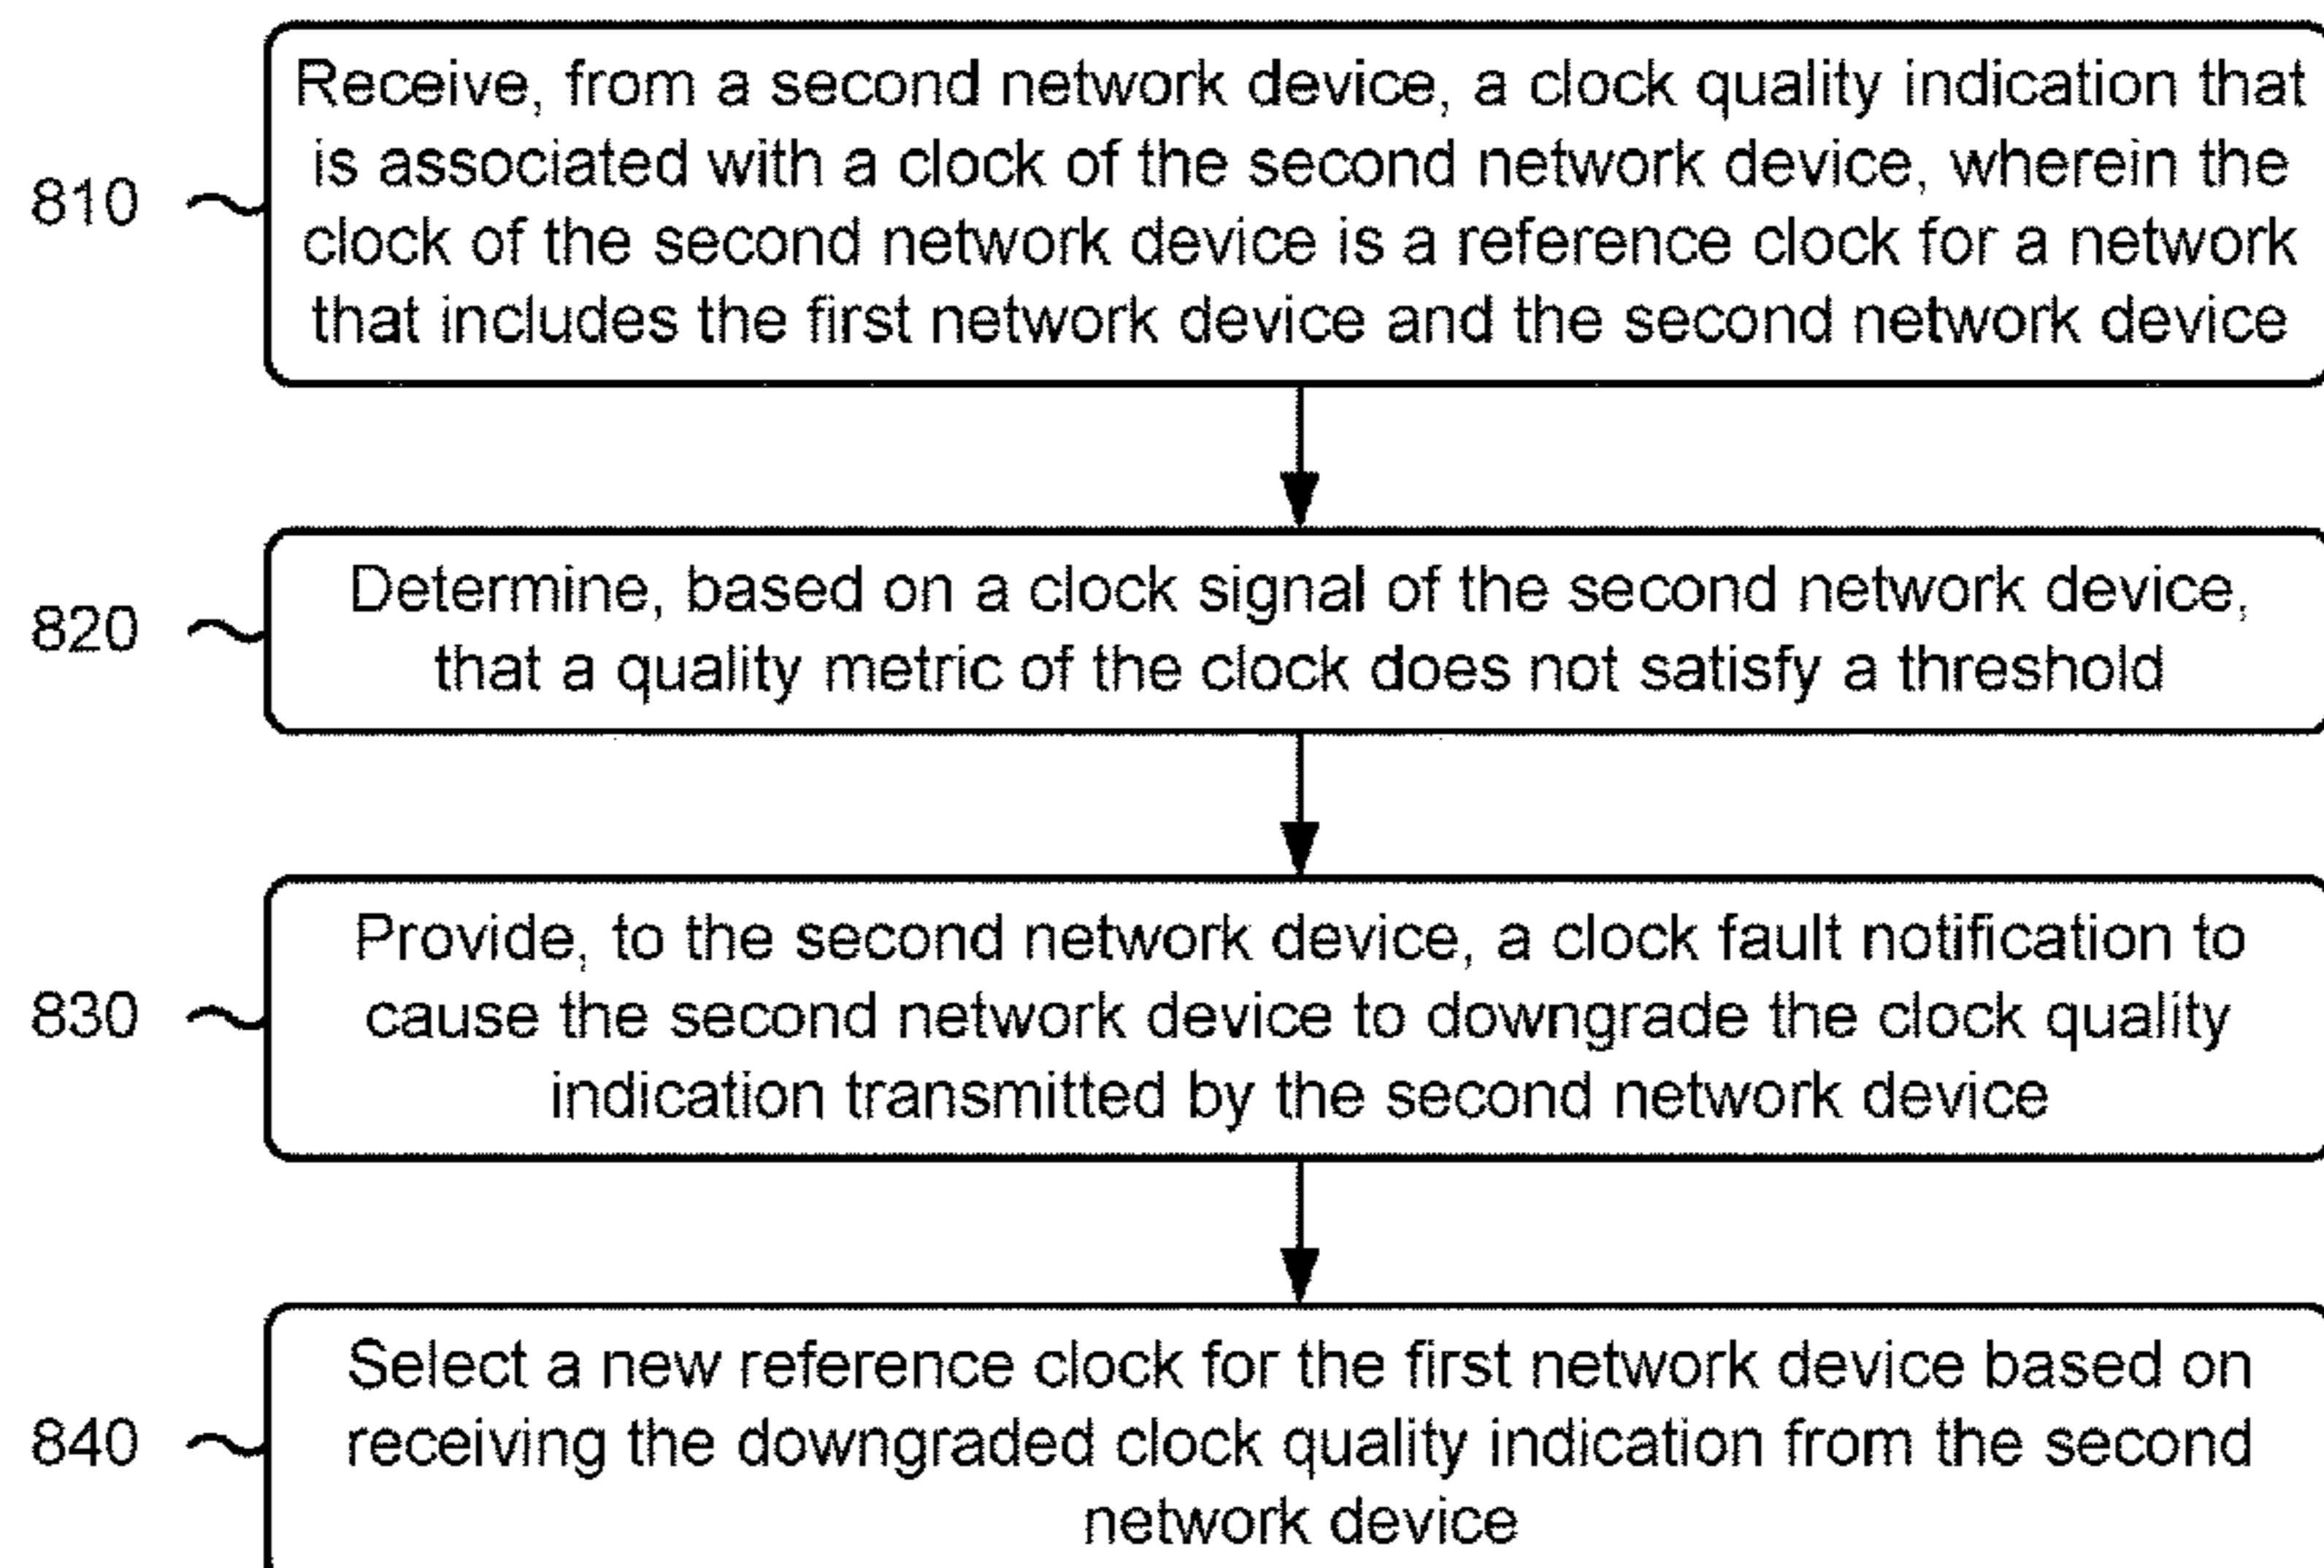 Receive, from a second network device, a clock quality indication that
is associated with a clock of the second network device, wherein the
810
clock of the second network device is a reference clock for a network
that includes the first network device and the second network device
Determine, based on a clock signal of the second network device,
820
that a quality metric of the clock does not satisfy a threshold
Provide, to the second network device, a clock fault notification to
830
cause the second network device to downgrade the clock quality
indication transmitted by the second network device
Select a new reference clock for the first network device based on
840
receiving the downgraded clock quality indication from the second
network device